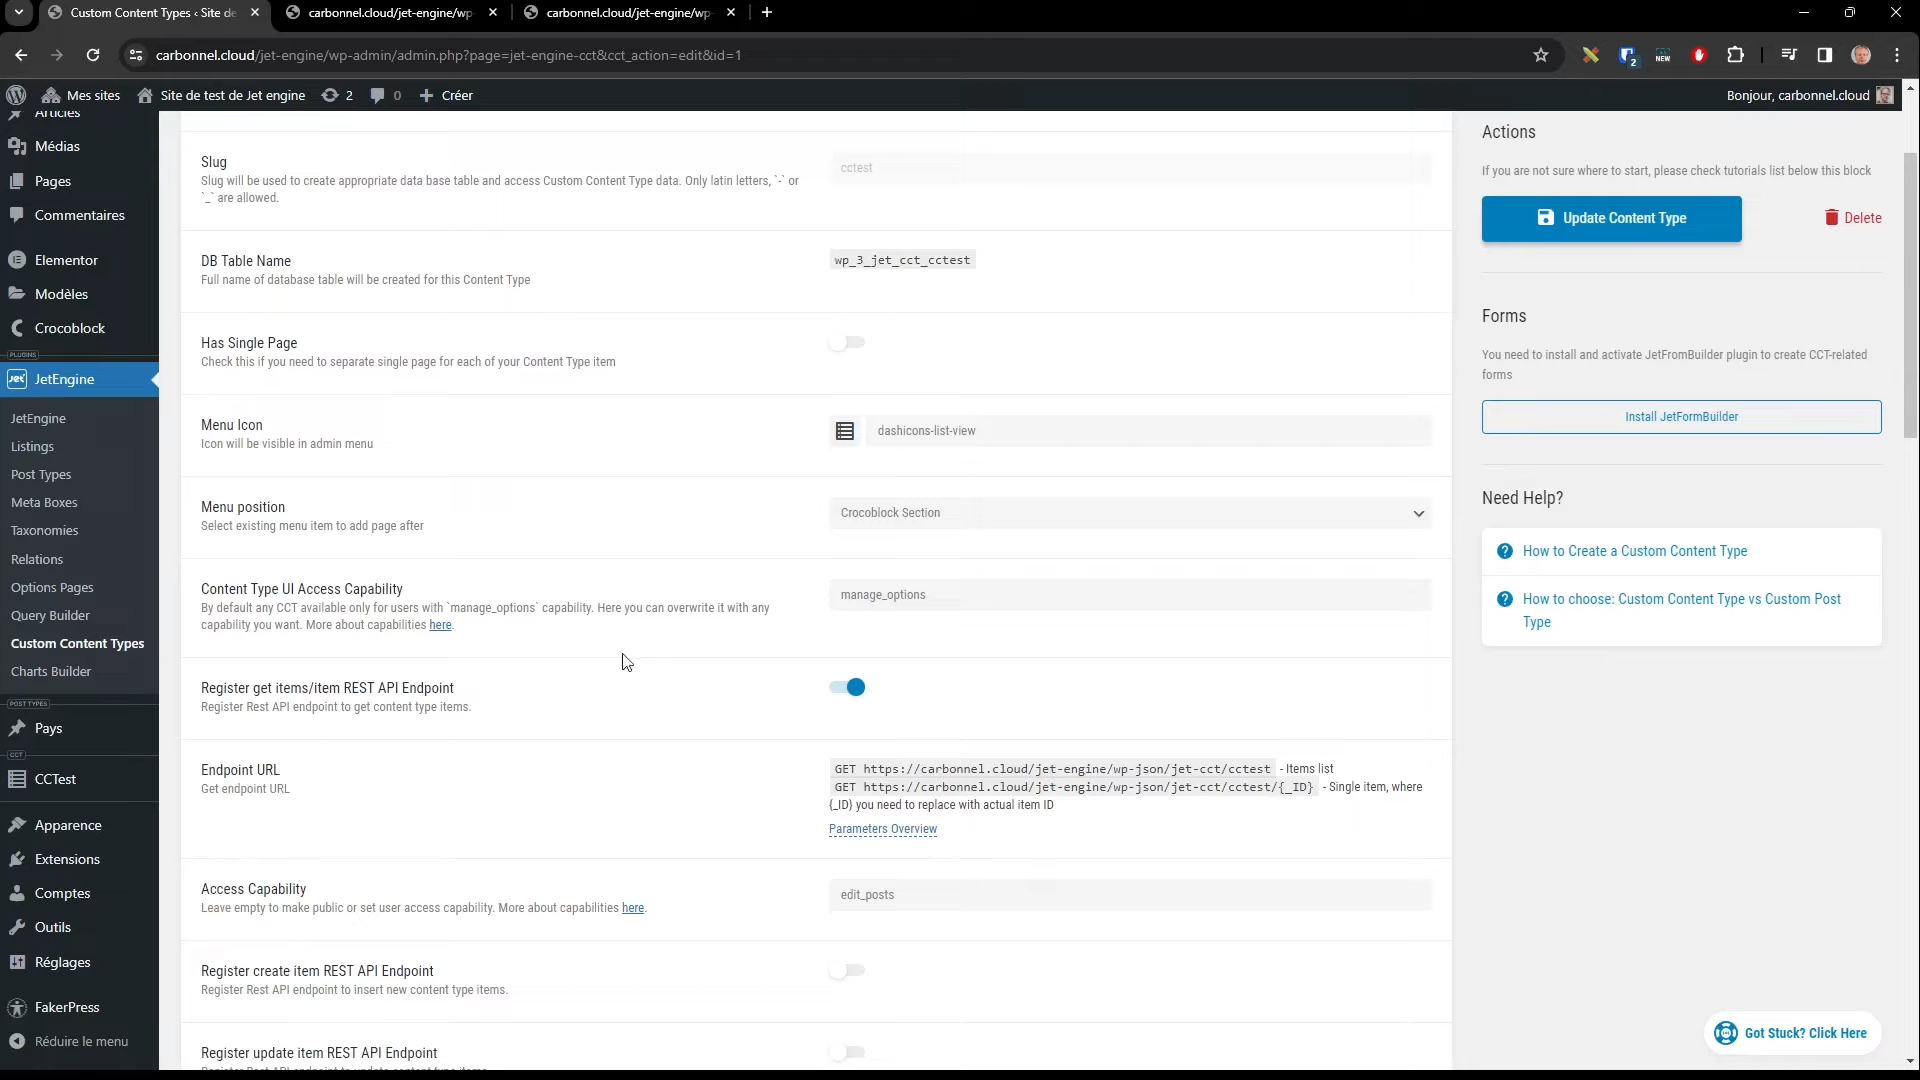 Custom Content Types ‹ Site de
carbonnel.cloud/jet-engine/wp
carbonnel.cloud/jet-engine/wp
carbonnel.cloud/jet-engine/wp-admin/admin.php?page=jet-engine-cct&cct_action=edit&id=1
2
NEW
Mes sites
Site de test de Jet engine
2
0
Créer
Bonjour, carbonnel.cloud
Articles
Médias
Pages
Commentaires
Elementor
Modèles
Crocoblock
PLUGINS
JetEngine
JetEngine
Listings
Post Types
Meta Boxes
Taxonomies
Relations
Options Pages
Query Builder
Custom Content Types
Charts Builder
POST TYPES
Pays
CCT
CCTest
Apparence
Extensions
Comptes
Outils
Réglages
FakerPress
Réduire le menu
Slug
Slug will be used to create appropriate data base table and access Custom Content Type data. Only latin letters, `-` or
`_` are allowed.
cctest
DB Table Name
Full name of database table will be created for this Content Type
wp_3_jet_cct_cctest
Has Single Page
Check this if you need to separate single page for each of your Content Type item
Menu Icon
Icon will be visible in admin menu
dashicons-list-view
Menu position
Select existing menu item to add page after
Crocoblock Section
Content Type UI Access Capability
By default any CCT available only for users with `manage_options` capability. Here you can overwrite it with any
capability you want. More about capabilities here.
manage_options
Register get items/item REST API Endpoint
Register Rest API endpoint to get content type items.
Endpoint URL
Get endpoint URL
GET https://carbonnel.cloud/jet-engine/wp-json/jet-cct/cctest - Items list
GET https://carbonnel.cloud/jet-engine/wp-json/jet-cct/cctest/{_ID} - Single item, where
{_ID} you need to replace with actual item ID
Parameters Overview
Access Capability
Leave empty to make public or set user access capability. More about capabilities here.
edit_posts
Register create item REST API Endpoint
Register Rest API endpoint to insert new content type items.
Register update item REST API Endpoint
Register Rest API endpoint to update content type items.
Actions
If you are not sure where to start, please check tutorials list below this block
Update Content Type
Delete
Forms
You need to install and activate JetFromBuilder plugin to create CCT-related
forms
Install JetFormBuilder
Need Help?
How to Create a Custom Content Type
How to choose: Custom Content Type vs Custom Post
Type
Got Stuck? Click Here